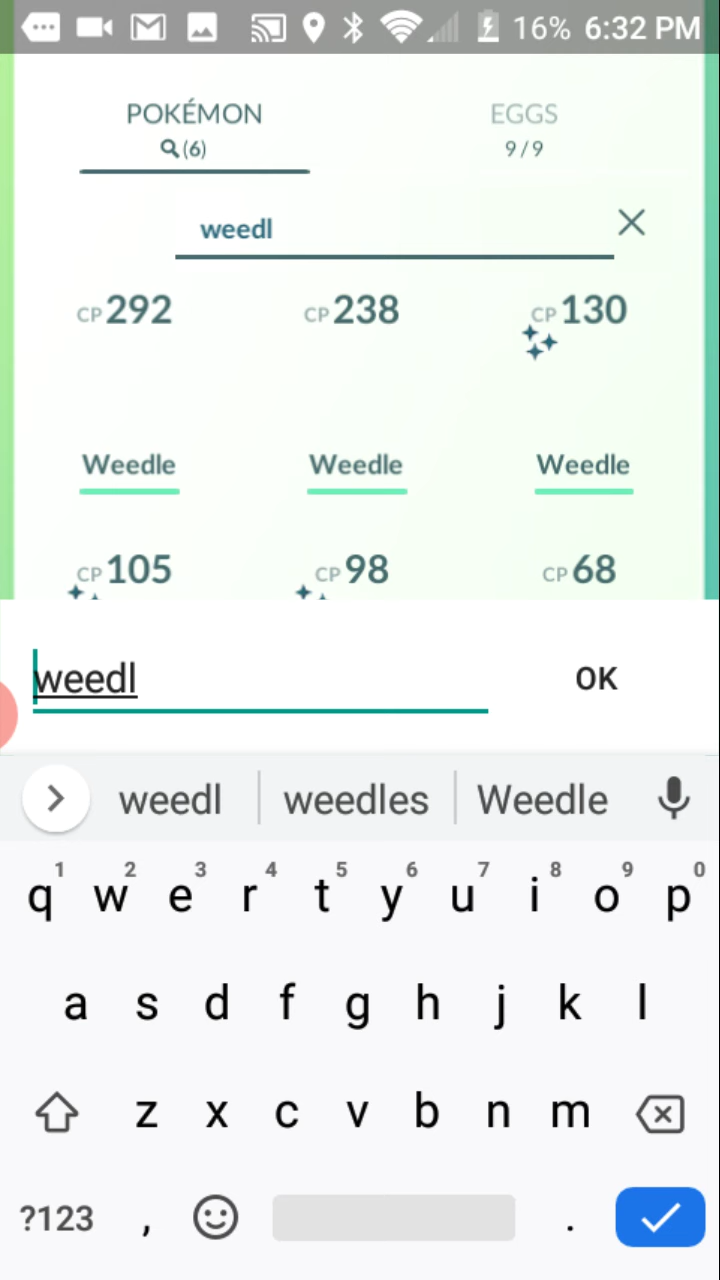 16% 6:32 PM
POKÉMON EGGS
(6) 9/9
weedl
CP292 CP238 CP130
Weedle Weedle Weedle
CP105 CP98 CP68
weedl OK
weedl weedles Weedle
1 2 3 4 5 6 7 8 9 0
q w e r t y u i o p
a s d f g h j k l
z x c v b n m
?123 , .